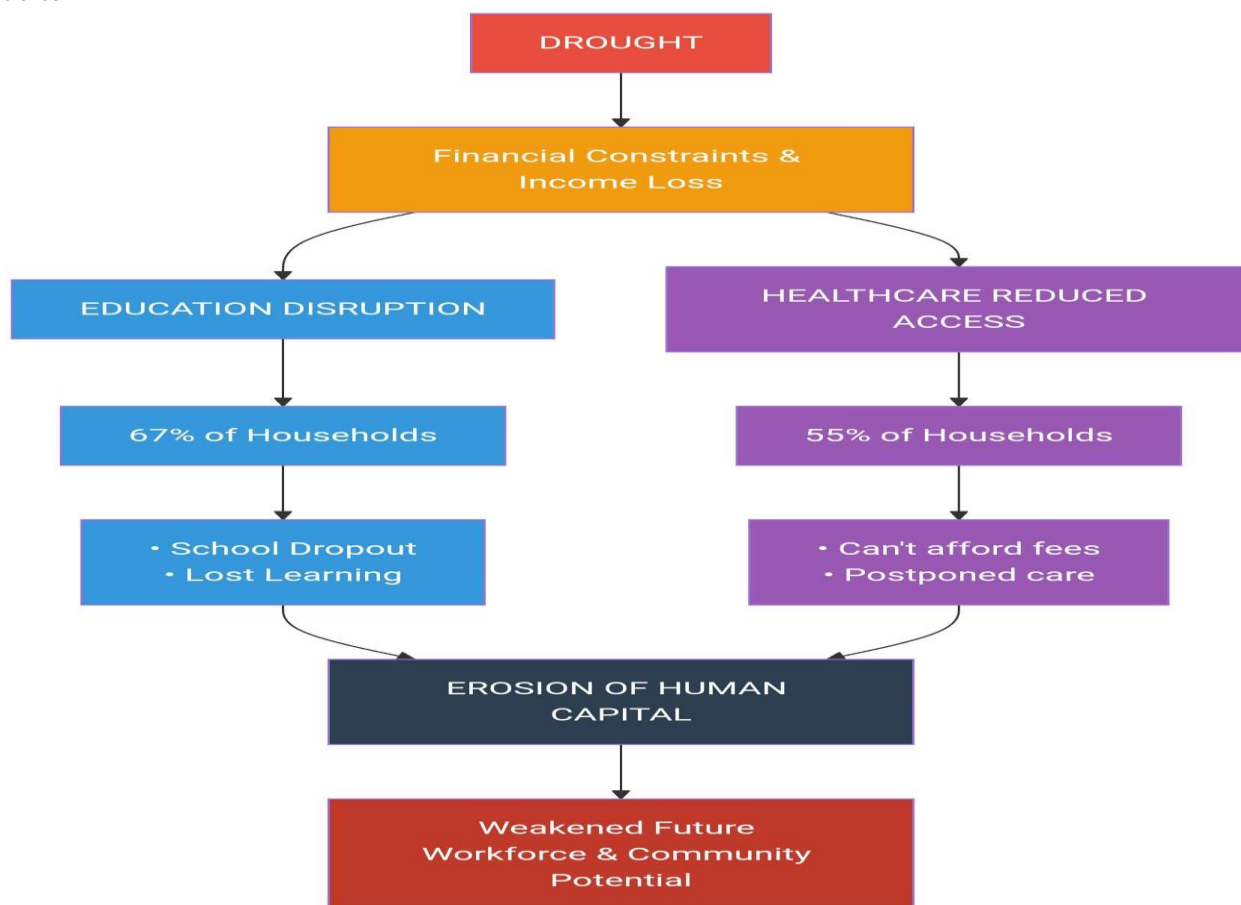 DROUGHT
Financial Constraints &
Income Loss
EDUCATION DISRUPTION
HEALTHCARE REDUCED
ACCESS
67% of Households
55% of Households
• School Dropout
• Lost Learning
• Can't afford fees
• Postponed care
EROSION OF HUMAN
CAPITAL
Weakened Future
Workforce & Community
Potential